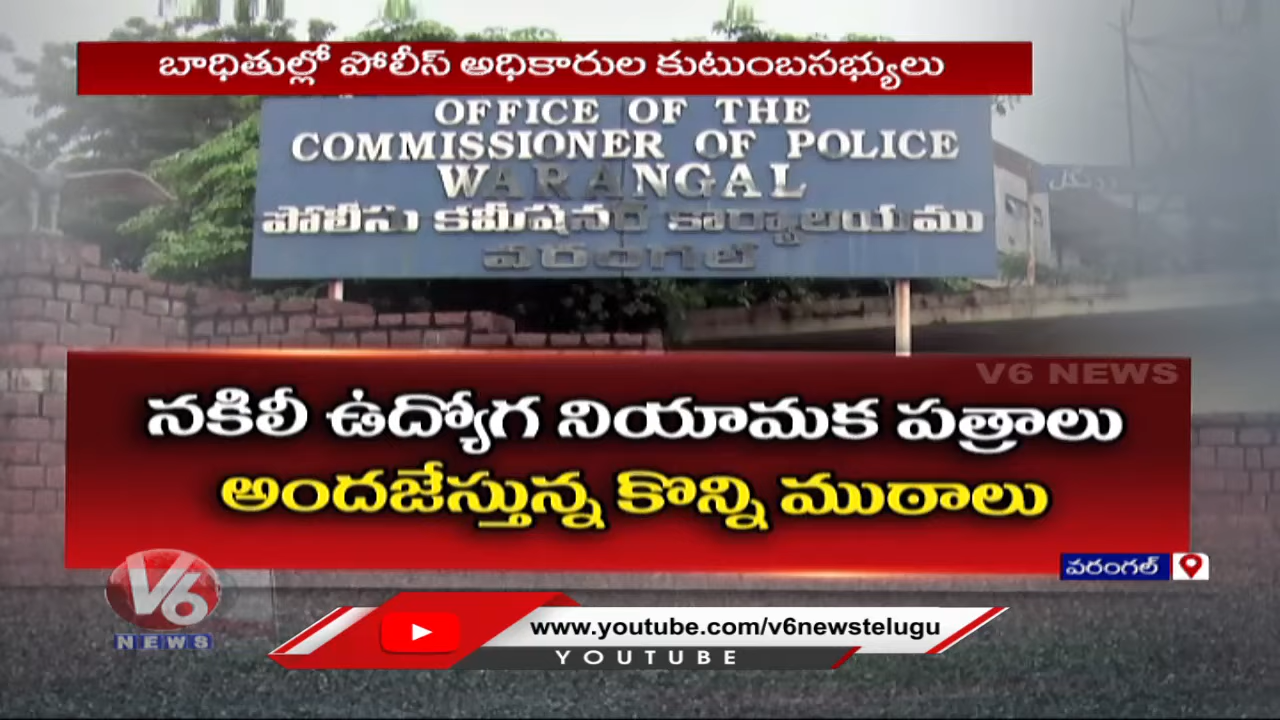 బాధితుల్లో పోలీస్ అధికారుల కుటుంబసభ్యులు
OFFICE OF THE
COMMISSIONER OF POLICE
WARANGAL
పోలీసు కమీషనర్ కార్యాలయము
వరంగల్
V6 NEWS
నకిలీ ఉద్యోగ నియామక పత్రాలు
అందజేస్తున్న కొన్ని ముఠాలు
వరంగల్
V6
NEWS
www.youtube.com/v6newstelugu
YOUTUBE